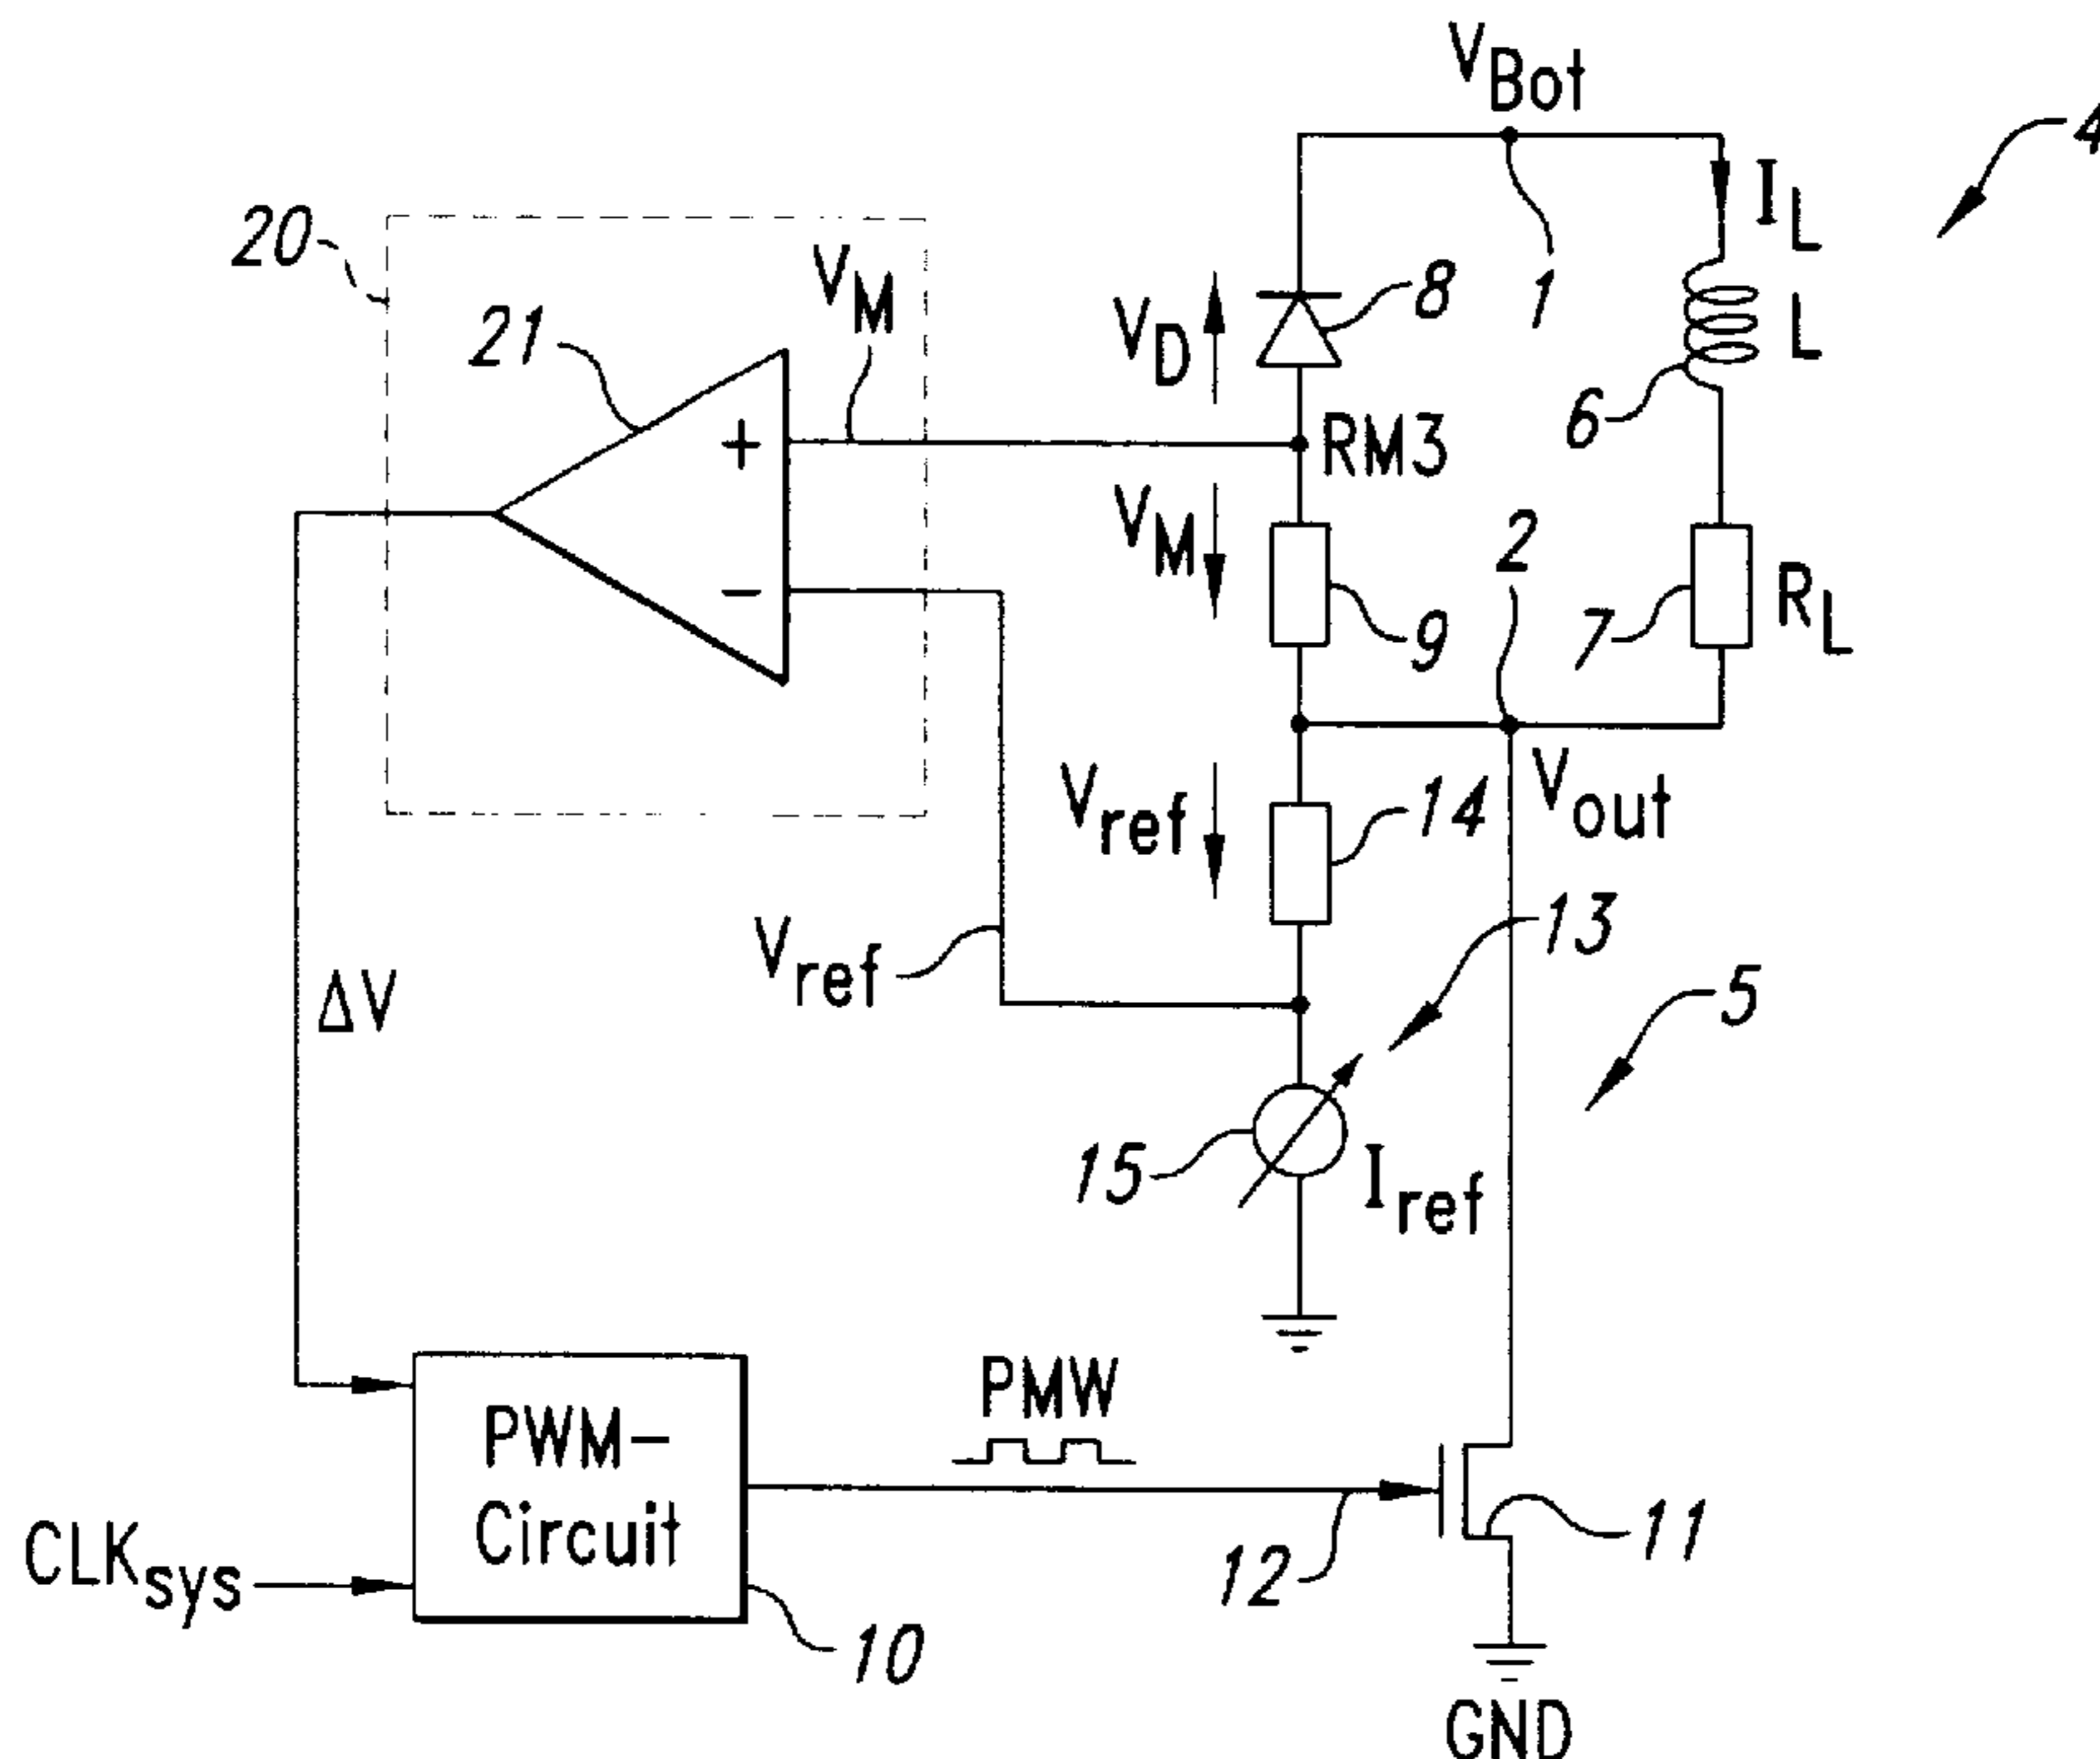 V_Bot
4
I_L
20
V_M
21
V_D
8
1
L
6
RM3
V_M
2
9
7
R_L
V_ref
14
V_out
V_ref
13
ΔV
5
15
I_ref
PMW
PWM-
Circuit
CLK_sys
12
11
10
GND